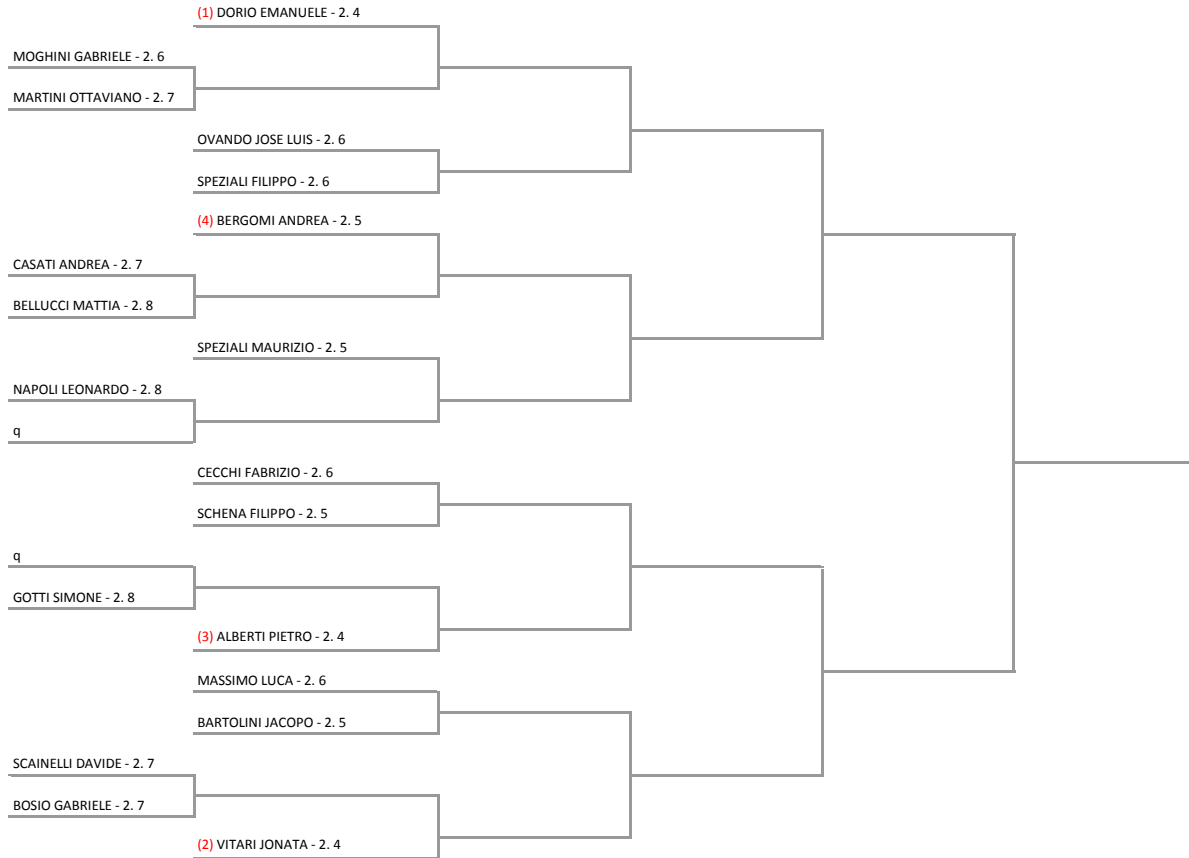 (1) DORIO EMANUELE - 2. 4
MOGHINI GABRIELE - 2. 6
MARTINI OTTAVIANO - 2. 7
OVANDO JOSE LUIS - 2. 6
SPEZIALI FILIPPO - 2. 6
(4) BERGOMI ANDREA - 2. 5
CASATI ANDREA - 2. 7
BELLUCCI MATTIA - 2. 8
SPEZIALI MAURIZIO - 2. 5
NAPOLI LEONARDO - 2. 8
q
CECCHI FABRIZIO - 2. 6
SCHENA FILIPPO - 2. 5
q
GOTTI SIMONE - 2. 8
(3) ALBERTI PIETRO - 2. 4
MASSIMO LUCA - 2. 6
BARTOLINI JACOPO - 2. 5
SCAINELLI DAVIDE - 2. 7
BOSIO GABRIELE - 2. 7
(2) VITARI JONATA - 2. 4